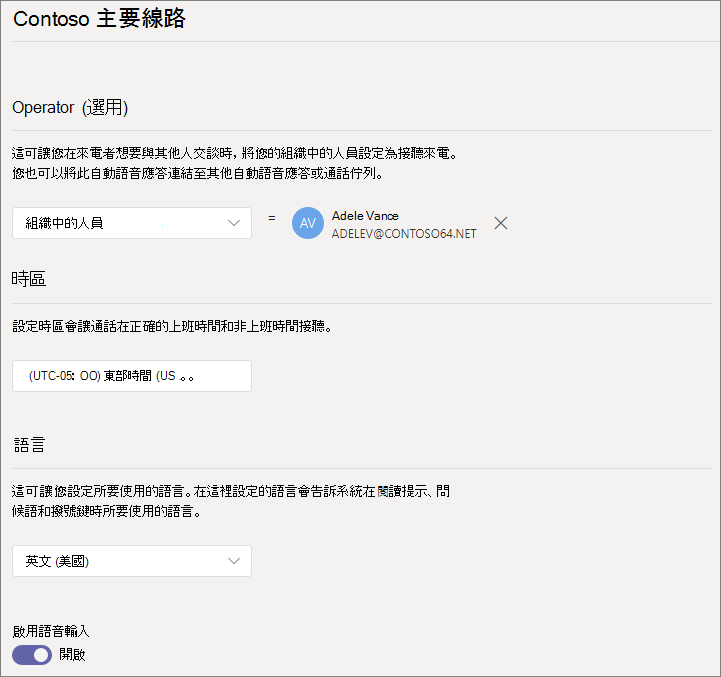 Contoso 主要線路
Operator (選用)
這可讓您在來電者想要與其他人交談時，將您的組織中的人員設定為接聽來電。
您也可以將此自動語音應答連結至其他自動語音應答或通話佇列。
組織中的人員 = AV Adele Vance
ADELEV@CONTOSO64.NET
時區
設定時區會讓通話在正確的上班時間和非上班時間接聽。
(UTC-05: OO) 東部時間 (US 。。
語言
這可讓您設定所要使用的語言。在這裡設定的語言會告訴系統在閱讀提示、問
候語和撥號鍵時所要使用的語言。
英文 (美國)
啟用語音輸入
開啟